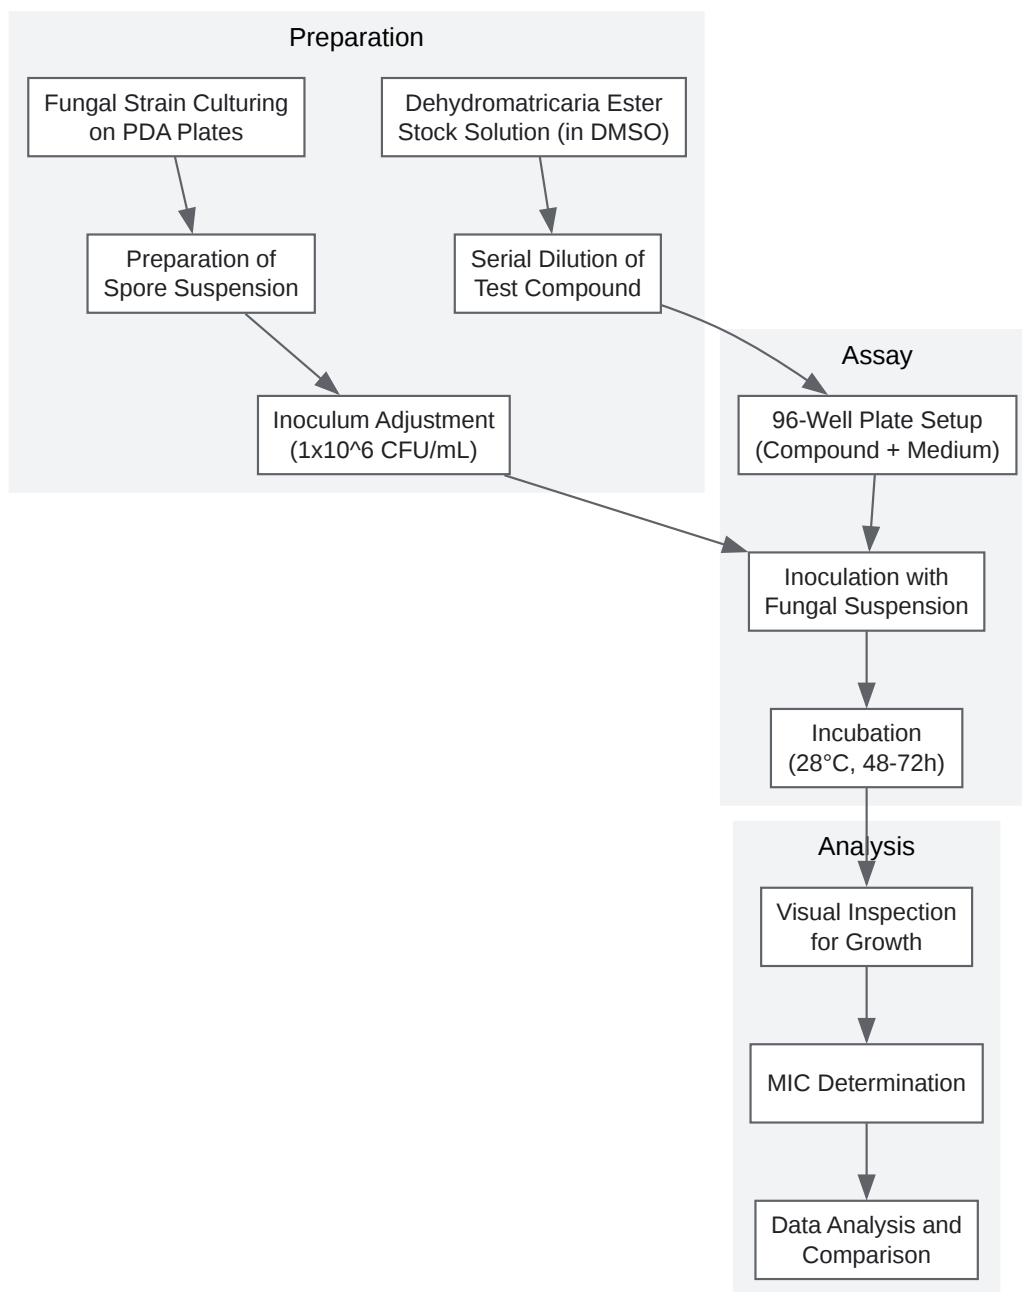 Preparation
Fungal Strain Culturing
on PDA Plates
Dehydromatricaria Ester
Stock Solution (in DMSO)
Preparation of
Spore Suspension
Serial Dilution of
Test Compound
Inoculum Adjustment
(1x10^6 CFU/mL)
Assay
96-Well Plate Setup
(Compound + Medium)
Inoculation with
Fungal Suspension
Incubation
(28°C, 48-72h)
Analysis
Visual Inspection
for Growth
MIC Determination
Data Analysis and
Comparison